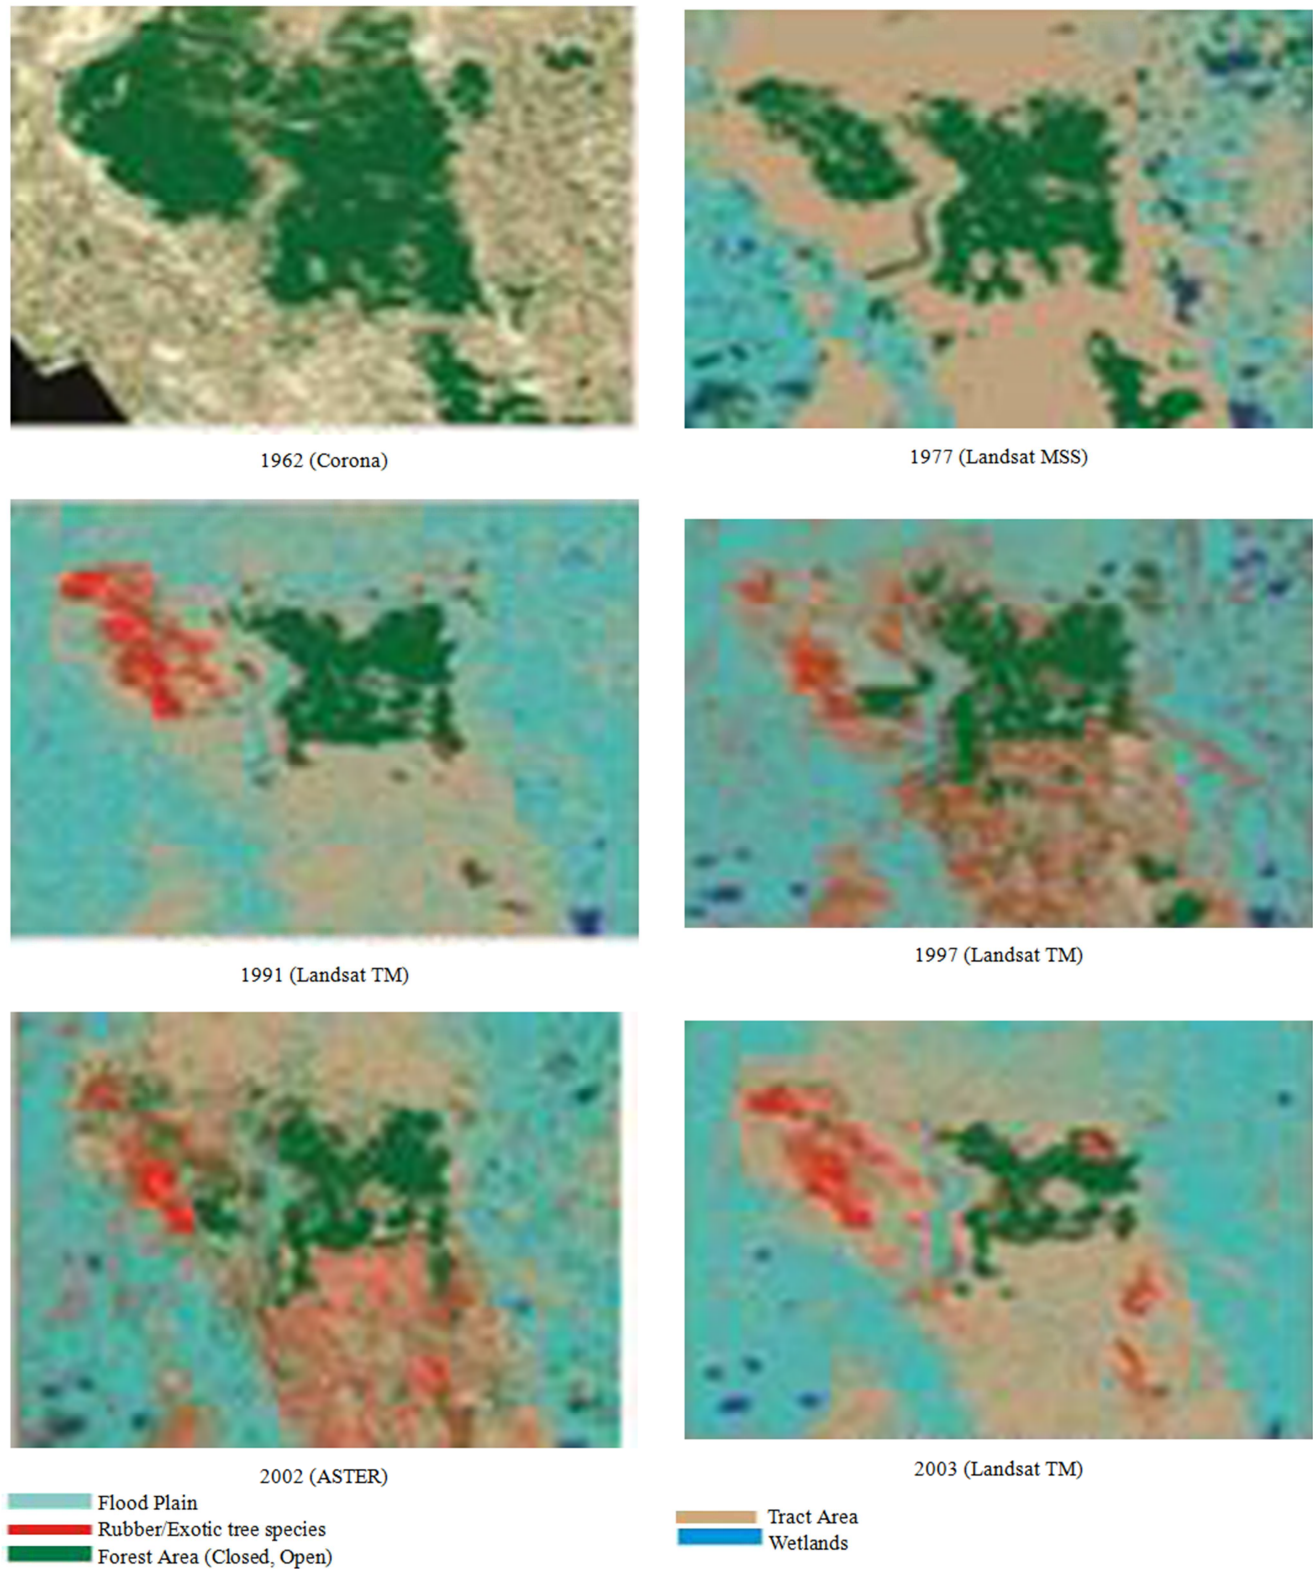 1962 (Corona)
1977 (Landsat MSS)
1991 (Landsat TM)
1997 (Landsat TM)
2002 (ASTER)
2003 (Landsat TM)
Flood Plain
Rubber/Exotic tree species
Forest Area (Closed, Open)
Tract Area
Wetlands